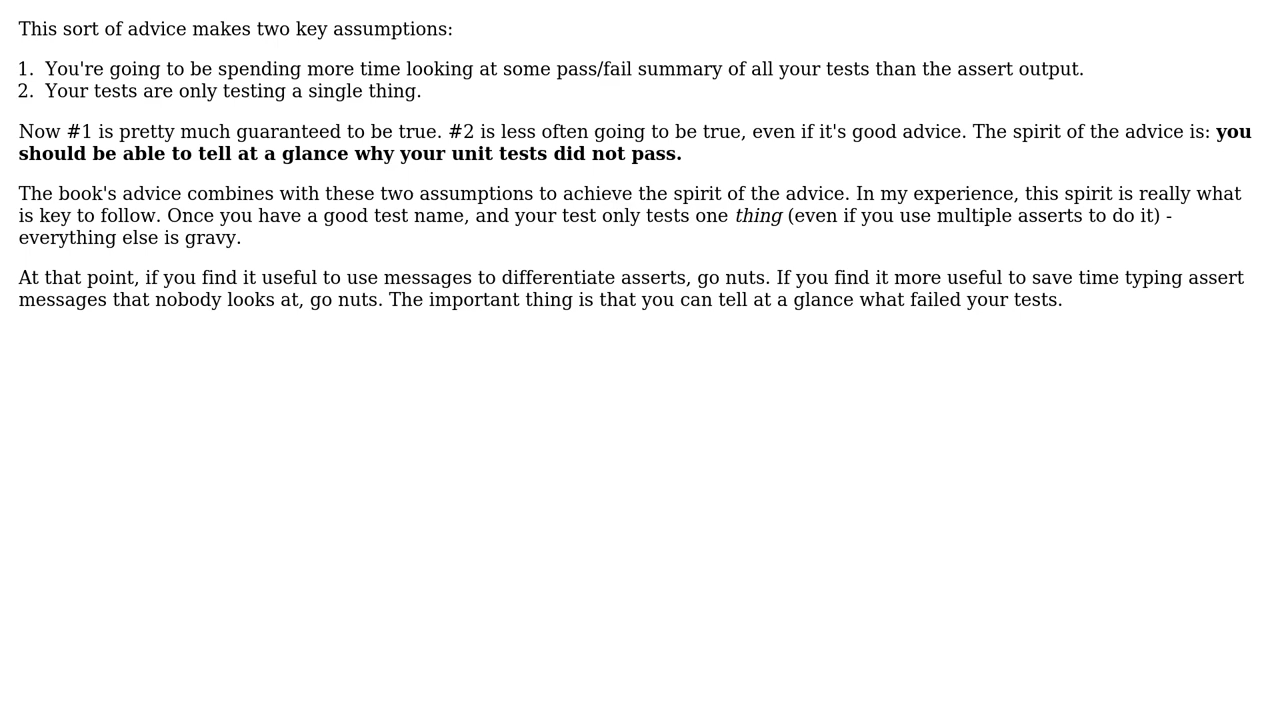 This sort of advice makes two key assumptions:
1. You're going to be spending more time looking at some pass/fail summary of all your tests than the assert output.
2. Your tests are only testing a single thing.
Now #1 is pretty much guaranteed to be true. #2 is less often going to be true, even if it's good advice. The spirit of the advice is: you
should be able to tell at a glance why your unit tests did not pass.
The book's advice combines with these two assumptions to achieve the spirit of the advice. In my experience, this spirit is really what
is key to follow. Once you have a good test name, and your test only tests one thing (even if you use multiple asserts to do it) -
everything else is gravy.
At that point, if you find it useful to use messages to differentiate asserts, go nuts. If you find it more useful to save time typing assert
messages that nobody looks at, go nuts. The important thing is that you can tell at a glance what failed your tests.